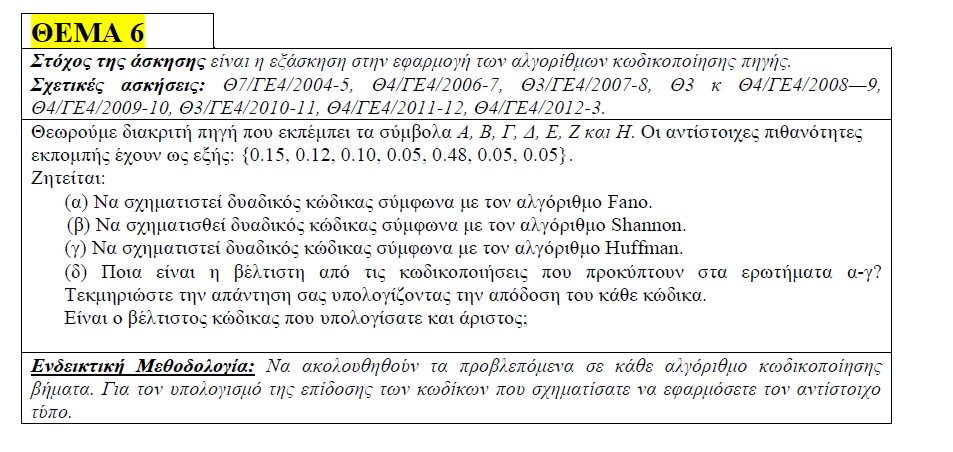 ΘΕΜΑ 6
Στόχος της άσκησης είναι η εξάσκηση στην εφαρμογή των αλγορίθμων κωδικοποίησης πηγής.
Σχετικές ασκήσεις: Θ7/ΓΕ4/2004-5, Θ4/ΓΕ4/2006-7, Θ3/ΓΕ4/2007-8, Θ3 κ Θ4/ΓΕ4/2008—9,
Θ4/ΓΕ4/2009-10, Θ3/ΓΕ4/2010-11, Θ4/ΓΕ4/2011-12, Θ4/ΓΕ4/2012-3.
Θεωρούμε διακριτή πηγή που εκπέμπει τα σύμβολα Α, Β, Γ, Δ, Ε, Ζ και Η. Οι αντίστοιχες πιθανότητες
εκπομπής έχουν ως εξής: {0.15, 0.12, 0.10, 0.05, 0.48, 0.05, 0.05}.
Ζητείται:
(α) Να σχηματιστεί δυαδικός κώδικας σύμφωνα με τον αλγόριθμο Fano.
(β) Να σχηματισθεί δυαδικός κώδικας σύμφωνα με τον αλγόριθμο Shannon.
(γ) Να σχηματιστεί δυαδικός κώδικας σύμφωνα με τον αλγόριθμο Huffman.
(δ) Ποια είναι η βέλτιστη από τις κωδικοποιήσεις που προκύπτουν στα ερωτήματα α-γ?
Τεκμηριώστε την απάντηση σας υπολογίζοντας την απόδοση του κάθε κώδικα.
Είναι ο βέλτιστος κώδικας που υπολογίσατε και άριστος;
Ενδεικτική Μεθοδολογία: Να ακολουθηθούν τα προβλεπόμενα σε κάθε αλγόριθμο κωδικοποίησης
βήματα. Για τον υπολογισμό της επίδοσης των κωδίκων που σχηματίσατε να εφαρμόσετε τον αντίστοιχο
τύπο.